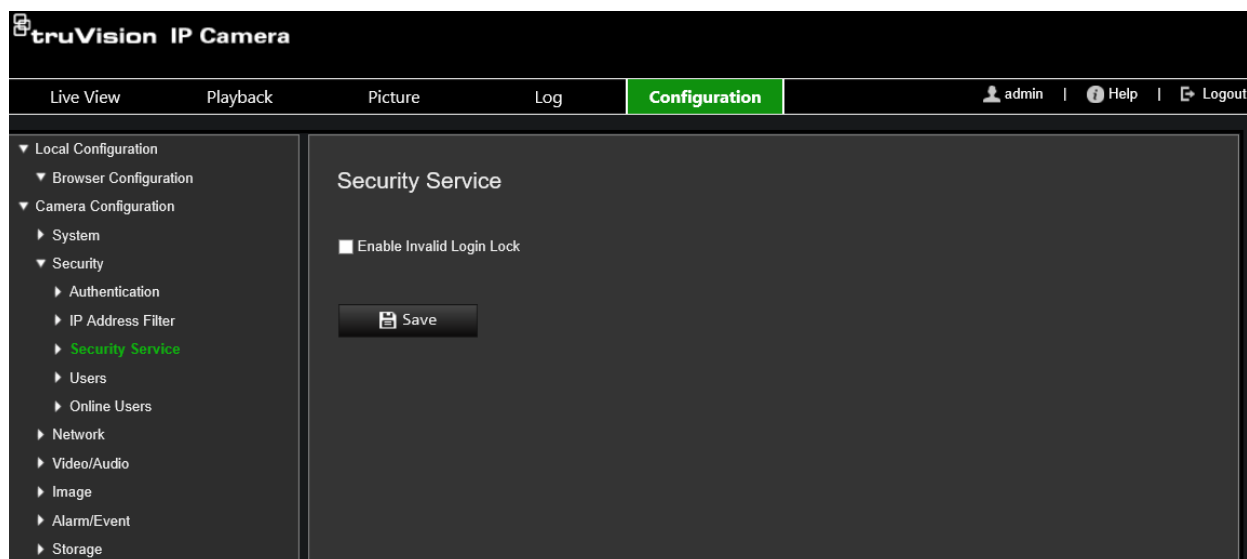 truVision IP Camera
Live View Playback Picture Log Configuration admin | Help | Logout
Local Configuration
Browser Configuration
Camera Configuration
System
Security
Authentication
IP Address Filter
Security Service
Users
Online Users
Network
Video/Audio
Image
Alarm/Event
Storage
Security Service
Enable Invalid Login Lock
Save